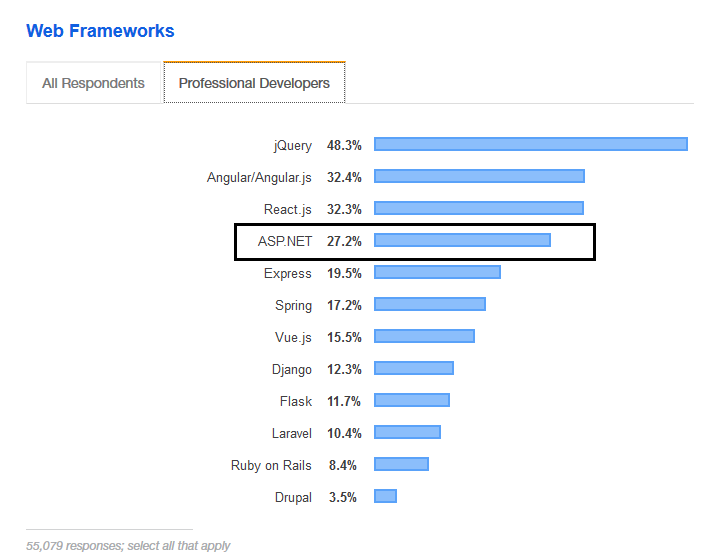 Web Frameworks
All Respondents Professional Developers
jQuery 48.3%
Angular/Angular.js 32.4%
React.js 32.3%
ASP.NET 27.2%
Express 19.5%
Spring 17.2%
Vue.js 15.5%
Django 12.3%
Flask 11.7%
Laravel 10.4%
Ruby on Rails 8.4%
Drupal 3.5%
55,079 responses; select all that apply